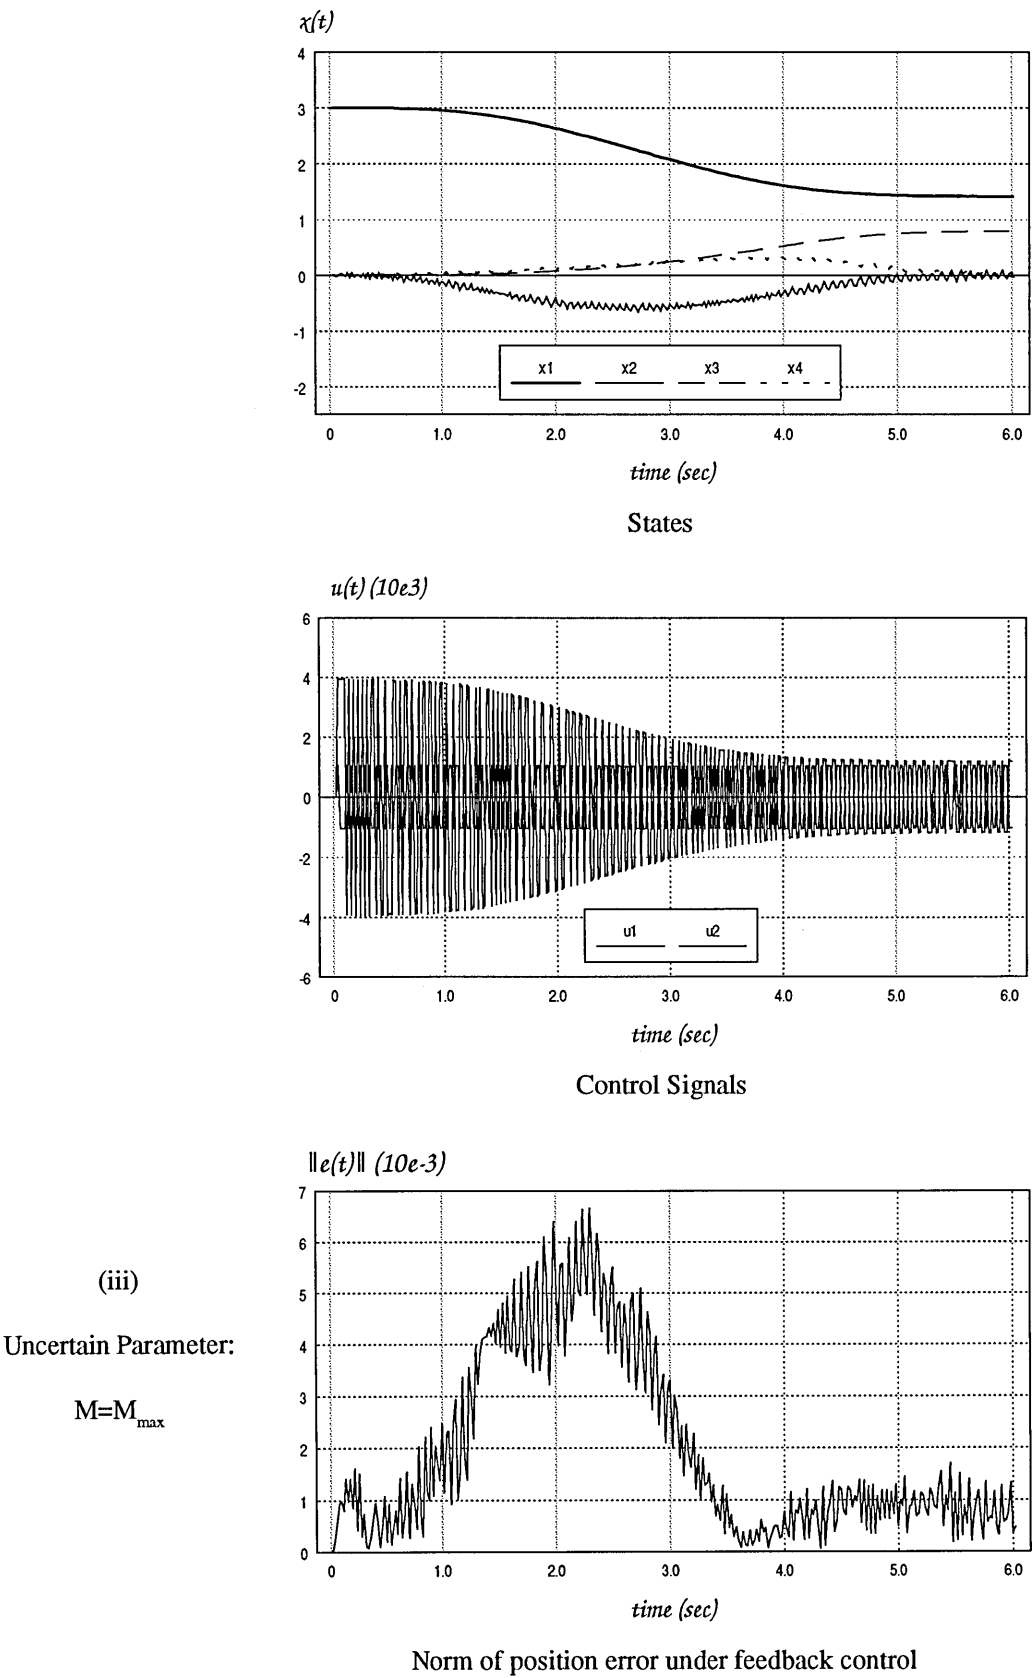 x(t)
4
3
2
1
0
-1
-2
x1 x2 x3 x4
0 1.0 2.0 3.0 4.0 5.0 6.0
time (sec)
States
u(t) (10e3)
6
4
2
0
-2
-4
-6
u1 u2
0 1.0 2.0 3.0 4.0 5.0 6.0
time (sec)
Control Signals
||e(t)|| (10e-3)
7
6
5
4
3
2
1
0
0 1.0 2.0 3.0 4.0 5.0 6.0
time (sec)
(iii)
Uncertain Parameter:
M=Mmax
Norm of position error under feedback control